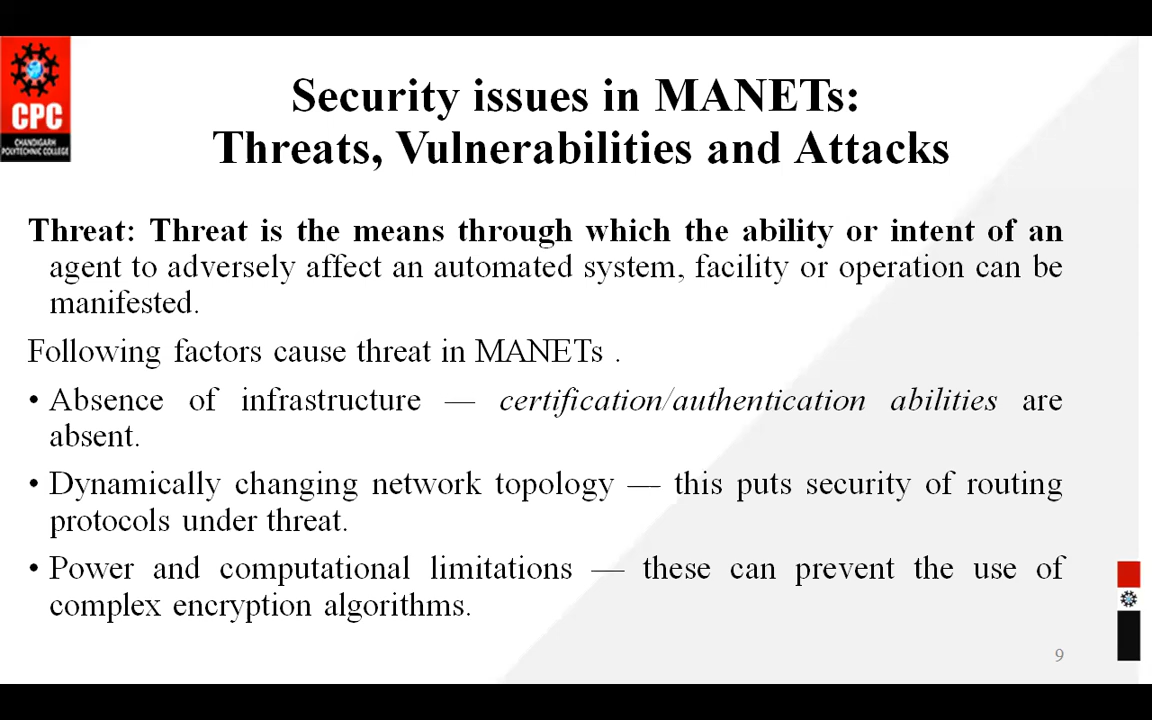 CPC
CHANDIGARH
POLYTECHNIC COLLEGE
Security issues in MANETs:
Threats, Vulnerabilities and Attacks
Threat: Threat is the means through which the ability or intent of an
agent to adversely affect an automated system, facility or operation can be
manifested.
Following factors cause threat in MANETs .
• Absence of infrastructure — certification/authentication abilities are
absent.
• Dynamically changing network topology — this puts security of routing
protocols under threat.
• Power and computational limitations — these can prevent the use of
complex encryption algorithms.
9